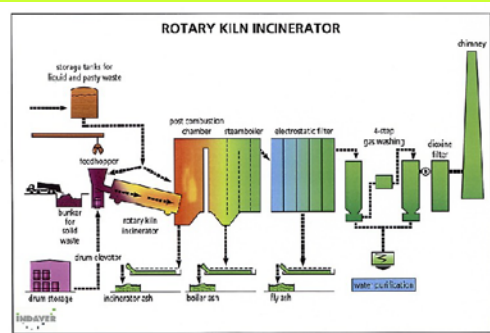 ROTARY KILN INCINERATOR
chimney
storage tanks for
liquid and pasty waste
post combustion
chamber
steamboiler
electrostatic filter
4-step
gas washing
dioxine
filter
feedhopper
bunker
for
solid
waste
rotary kiln
incinerator
drum elevator
drum storage
incinerator ash
boiler ash
fly ash
water purification
INDAVER